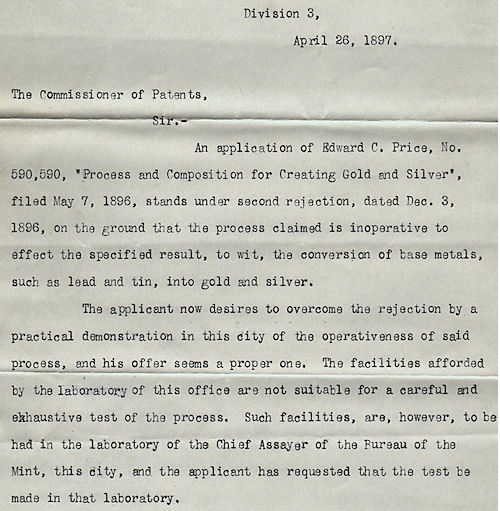 Division 3,
April 26, 1897.
The Commissioner of Patents,
Sir.-
An application of Edward C. Price, No.
590,590, "Process and Composition for Creating Gold and Silver",
filed May 7, 1896, stands under second rejection, dated Dec. 3,
1896, on the ground that the process claimed is inoperative to
effect the specified result, to wit, the conversion of base metals,
such as lead and tin, into gold and silver.
The applicant now desires to overcome the rejection by a
practical demonstration in this city of the operativeness of said
process, and his offer seems a proper one. The facilities afforded
by the laboratory of this office are not suitable for a careful and
exhaustive test of the process. Such facilities, are, however, to be
had in the laboratory of the Chief Assayer of the Bureau of the
Mint, this city, and the applicant has requested that the test be
made in that laboratory.